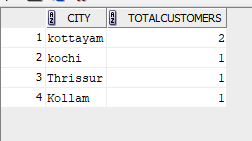 CITY TOTALCUSTOMERS
1 kottayam 2
2 kochi 1
3 Thrissur 1
4 Kollam 1